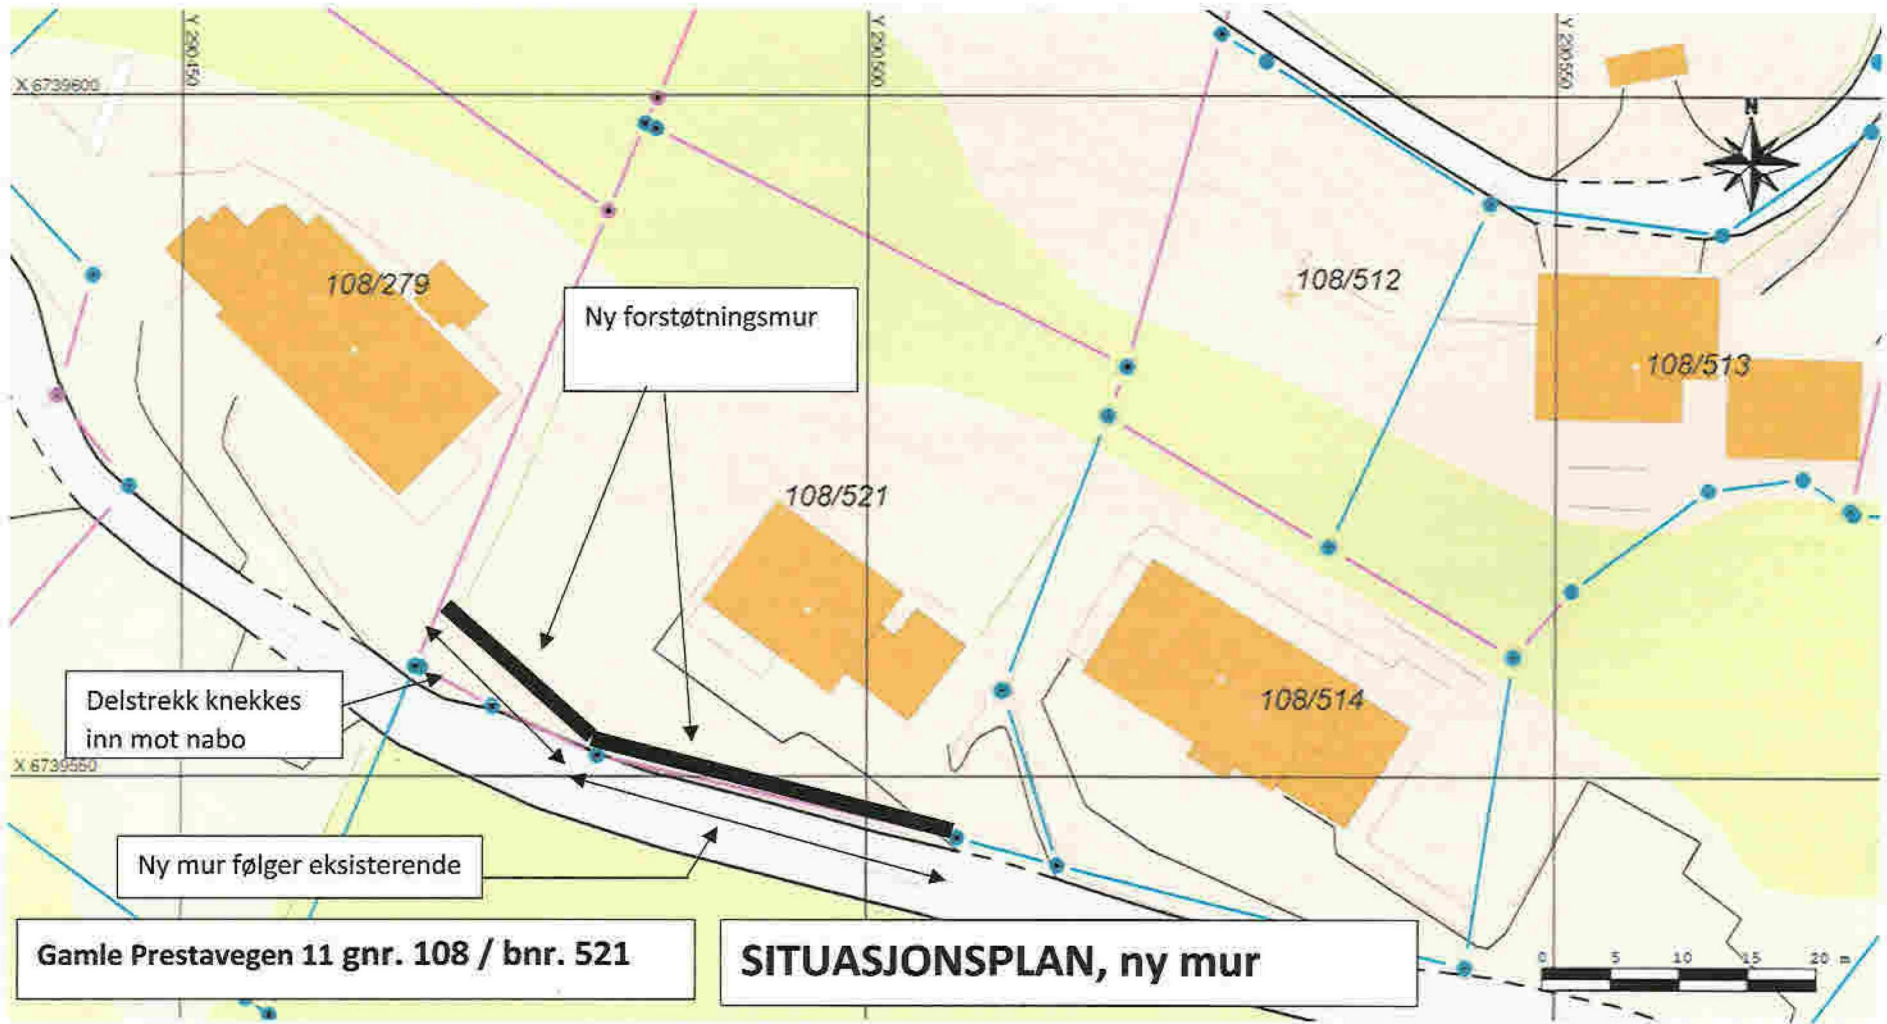 Y 290450
Y 290500
Y 290550
X 6739600
N
108/279
108/512
Ny forstøtningsmur
108/513
108/521
Delstrekk knekkes
inn mot nabo
108/514
X 6739550
Ny mur følger eksisterende
Gamle Prestavegen 11 gnr. 108 / bnr. 521
SITUASJONSPLAN, ny mur
0 5 10 15 20 m